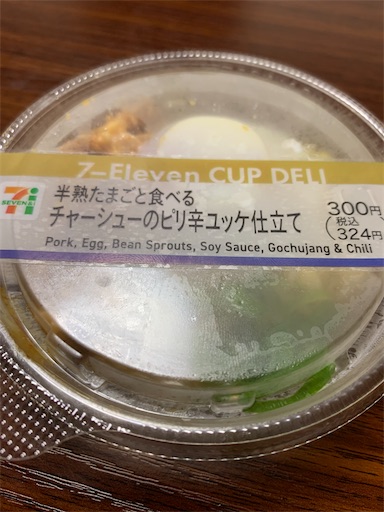 7-Eleven CUP DELI
半熟たまごと食べる
チャーシューのピリ辛ユッケ仕立て
Pork, Egg, Bean Sprouts, Soy Sauce, Gochujang & Chili
300円
(税込
324円)
7
SEVEN&i